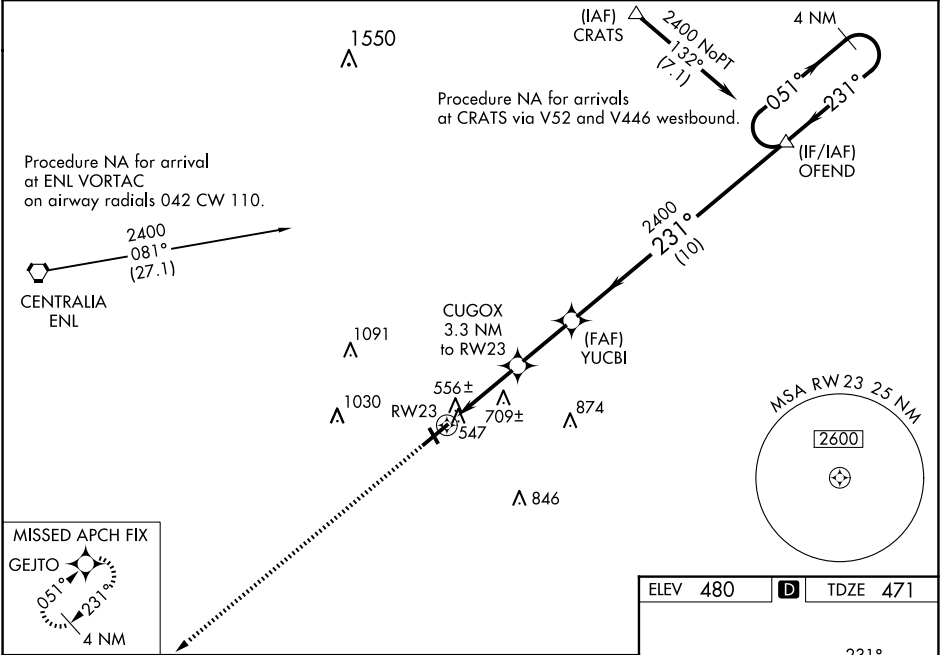 1550
(IAF)
CRATS
2400 NoPT
132°
(7.1)
4 NM
051°
231°
Procedure NA for arrivals
at CRATS via V52 and V446 westbound.
(IF/IAF)
OFEND
Procedure NA for arrival
at ENL VORTAC
on airway radials 042 CW 110.
2400
081°
(27.1)
CENTRALIA
ENL
2400
231°
(10)
CUGOX
3.3 NM
to RW23
(FAF)
YUCBI
1091
1030
RW23
556±
547
709±
874
846
MSA RW23 25 NM
2600
MISSED APCH FIX
GEJTO
051°
231°
4 NM
ELEV 480 D TDZE 471
231°